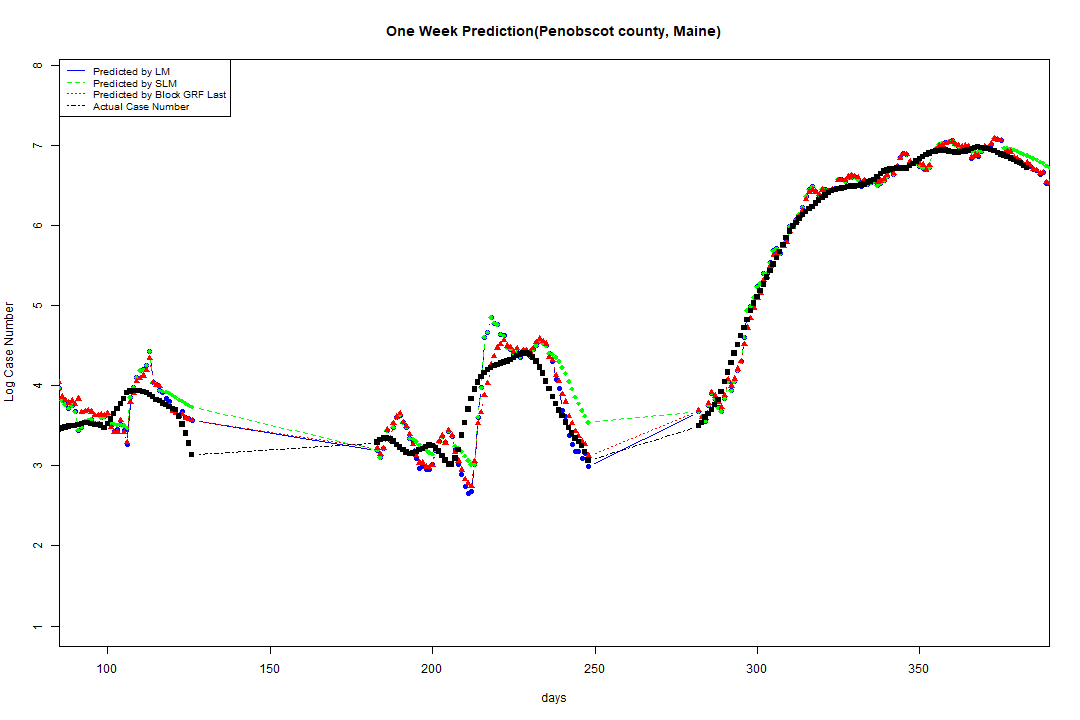 One Week Prediction(Penobscot county, Maine)
Predicted by LM
Predicted by SLM
Predicted by Block GRF Last
Actual Case Number
8
7
6
5
4
3
2
1
Log Case Number
100 150 200 250 300 350
days